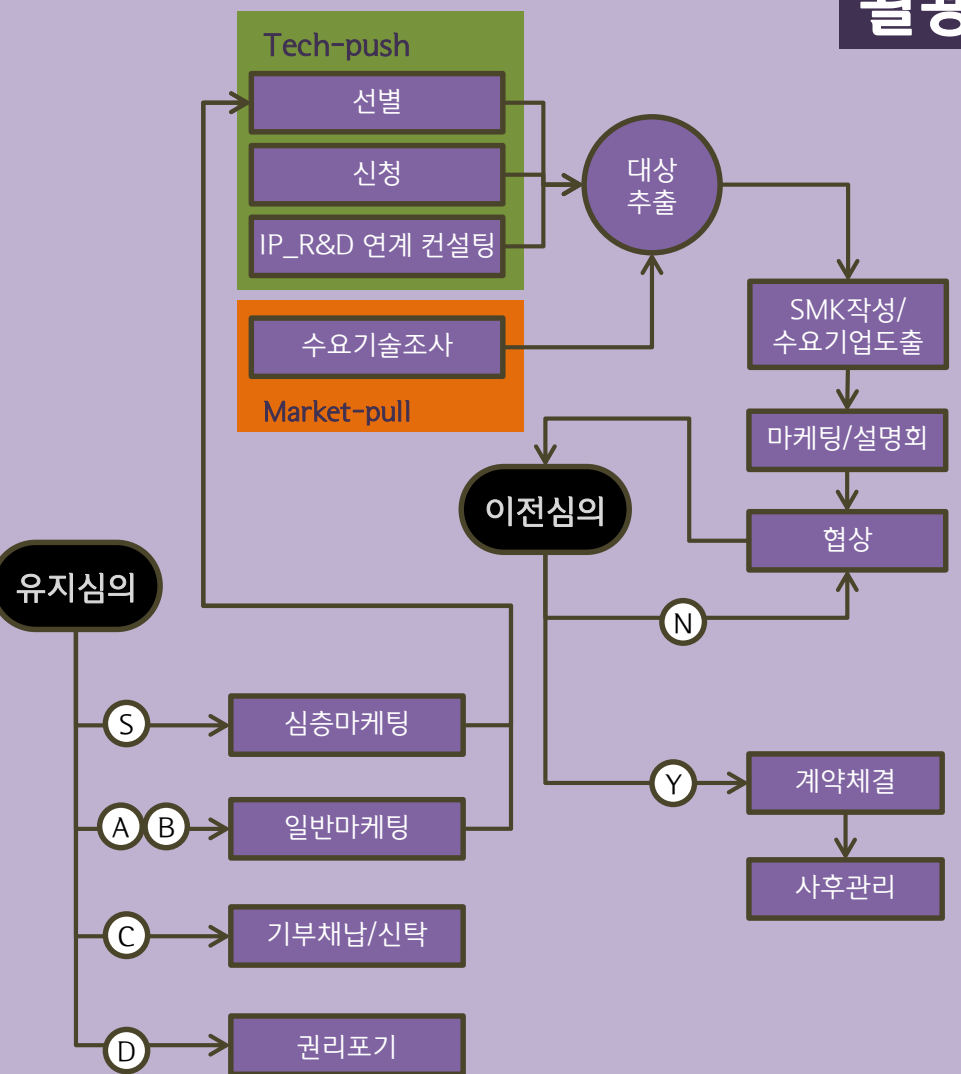 활용
Tech-push
선별
신청
IP_R&D 연계 컨설팅
대상
추출
수요기술조사
Market-pull
SMK작성/
수요기업도출
마케팅/설명회
협상
이전심의
N
Y
계약체결
사후관리
유지심의
S
심층마케팅
A
B
일반마케팅
C
기부채납/신탁
D
권리포기